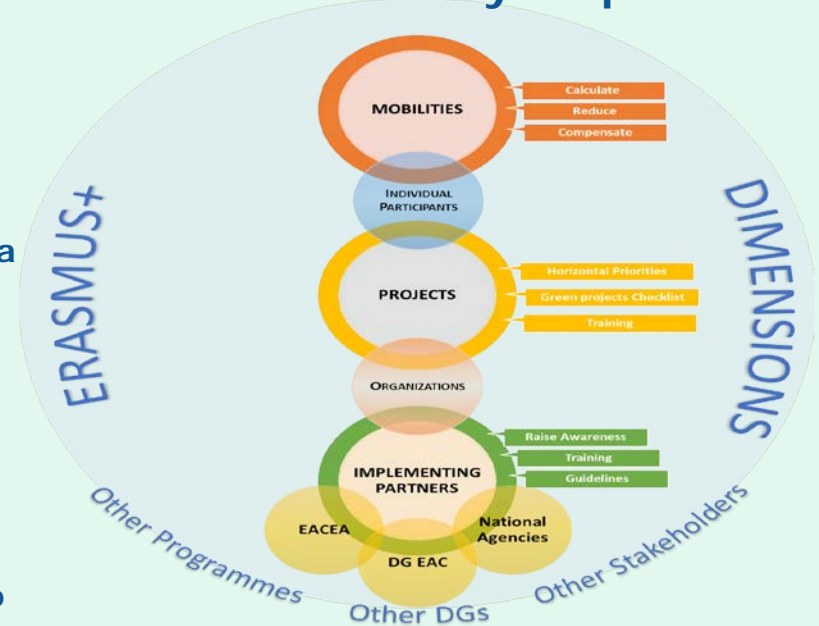 MOBILITIES
Calculate
Reduce
Compensate
INDIVIDUAL
PARTICIPANTS
ERASMUS+
DIMENSIONS
a
PROJECTS
Horizontal Priorities
Green projects Checklist
Training
ORGANIZATIONS
Raise Awareness
Training
Guidelines
IMPLEMENTING
PARTNERS
EACEA
National
Agencies
DG EAC
Other Programmes
Other DGs
Other Stakeholders